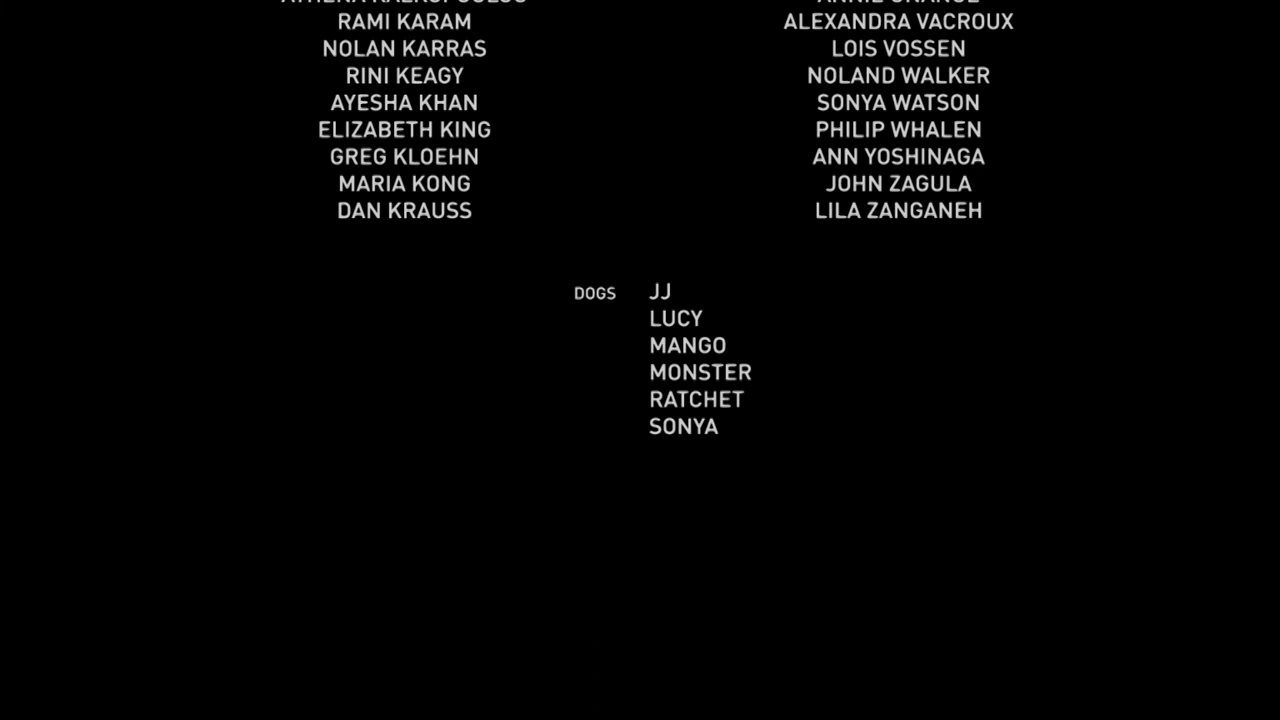 RAMI KARAM
NOLAN KARRAS
RINI KEAGY
AYESHA KHAN
ELIZABETH KING
GREG KLOEHN
MARIA KONG
DAN KRAUSS
ALEXANDRA VACROUX
LOIS VOSSEN
NOLAND WALKER
SONYA WATSON
PHILIP WHALEN
ANN YOSHINAGA
JOHN ZAGULA
LILA ZANGANEH
DOGS JJ
LUCY
MANGO
MONSTER
RATCHET
SONYA